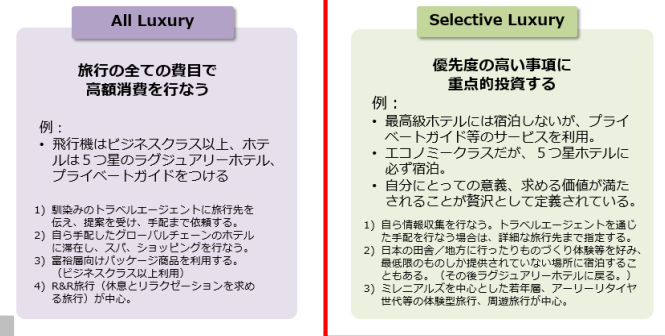 All Luxury
旅行の全ての費目で
高額消費を行なう
例：
• 飛行機はビジネスクラス以上、ホテ
ルは５つ星のラグジュアリーホテル、
プライベートガイドをつける
1) 馴染みのトラベルエージェントに旅行先を
伝え、提案を受け、手配まで依頼する。
2) 自ら手配したグローバルチェーンのホテル
に滞在し、スパ、ショッピングを行なう。
3) 富裕層向けパッケージ商品を利用する。
（ビジネスクラス以上利用）
4) R&R旅行（休息とリラクゼーションを求め
る旅行）が中心。
Selective Luxury
優先度の高い事項に
重点的投資する
例：
• 最高級ホテルには宿泊しないが、プライ
ベートガイド等のサービスを利用。
• エコノミークラスだが、５つ星ホテルに
必ず宿泊。
• 自分にとっての意義、求める価値が満た
されることが贅沢として定義されている。
1) 自ら情報収集を行なう。トラベルエージェントを通じ
た手配を行なう場合は、詳細な旅行先まで指定する。
2) 日本の田舎／地方に行ったりものづくり体験等を好み、
最低限のものしか提供されていない場所に宿泊するこ
ともある。（その後ラグジュアリーホテルに戻る。）
3) ミレニアルズを中心とした若年層、アーリーリタイヤ
世代等の体験型旅行、周遊旅行が中心。